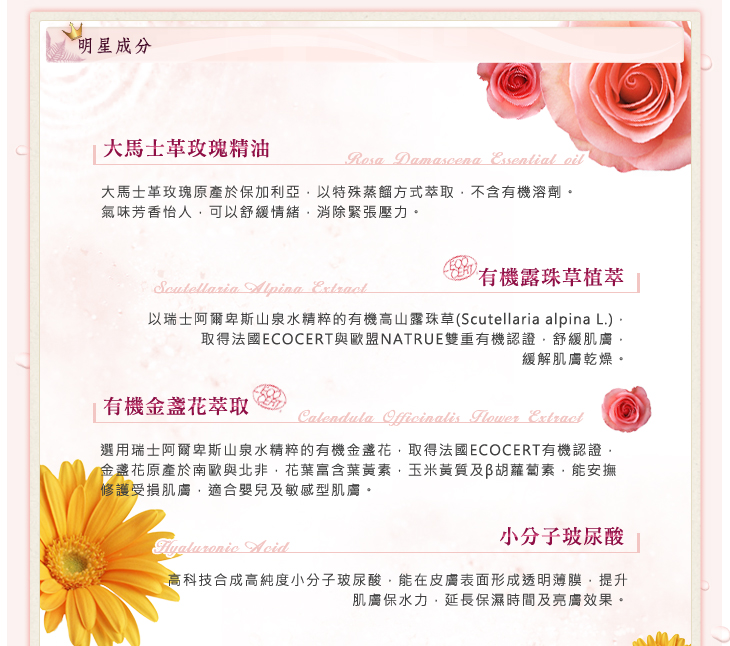 明星成分
大馬士革玫瑰精油
Rosa Damascena Essential oil
大馬士革玫瑰原產於保加利亞，以特殊蒸餾方式萃取，不含有機溶劑。
氣味芳香怡人，可以舒緩情緒，消除緊張壓力。
ECO
CERT
有機露珠草植萃
Scutellaria Alpina Extract
以瑞士阿爾卑斯山泉水精粹的有機高山露珠草(Scutellaria alpina L.)，
取得法國ECOCERT與歐盟NATRUE雙重有機認證，舒緩肌膚，
緩解肌膚乾燥。
有機金盞花萃取
ECO
CERT
Calendula Officinalis Flower Extract
選用瑞士阿爾卑斯山泉水精粹的有機金盞花，取得法國ECOCERT有機認證，
金盞花原產於南歐與北非，花葉富含葉黃素，玉米黃質及β胡蘿蔔素，能安撫
修護受損肌膚，適合嬰兒及敏感型肌膚。
小分子玻尿酸
Hyaluronic Acid
高科技合成高純度小分子玻尿酸，能在皮膚表面形成透明薄膜，提升
肌膚保水力，延長保濕時間及亮膚效果。